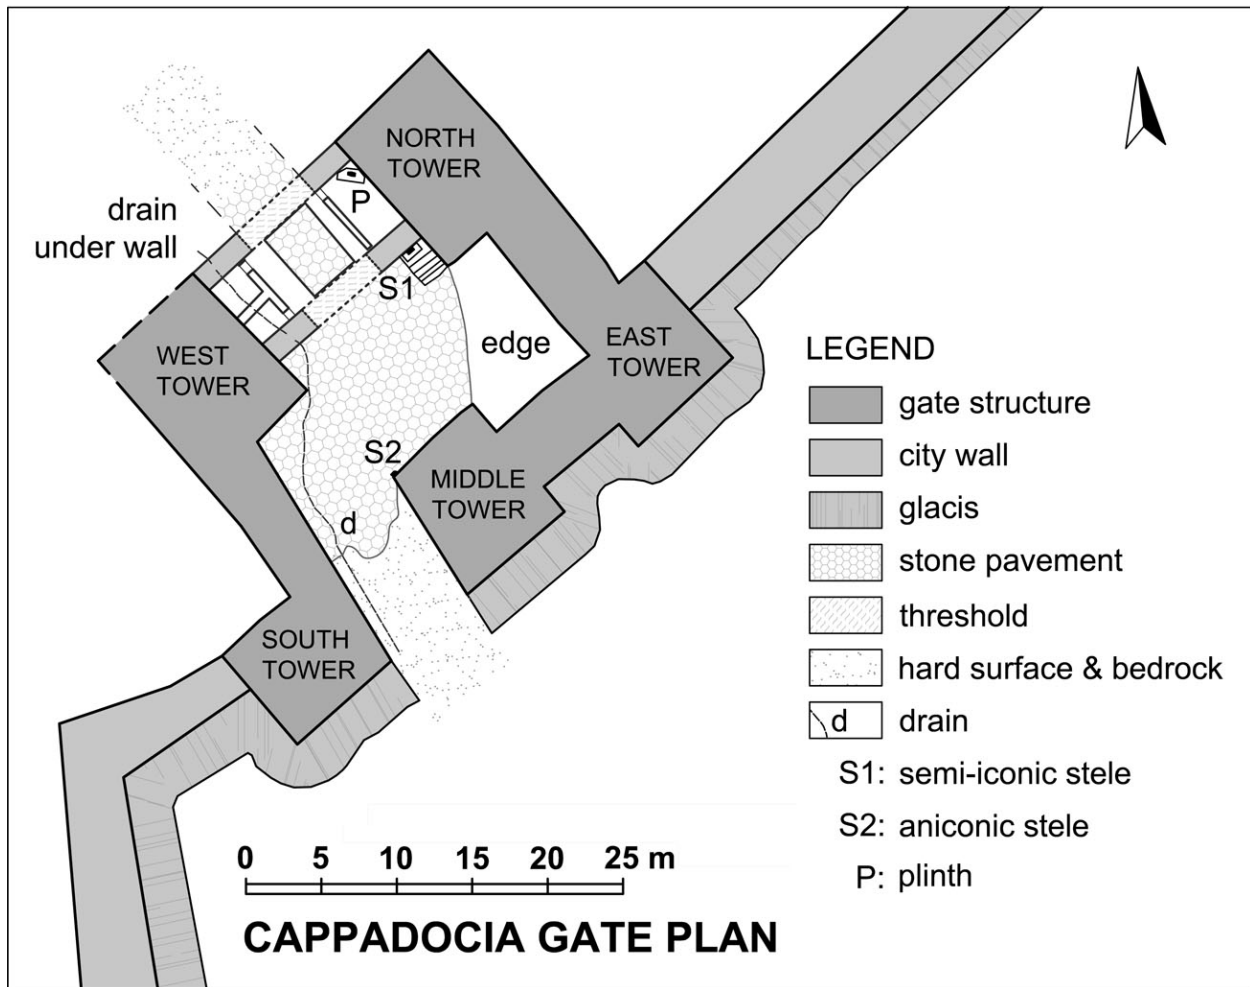 NORTH
TOWER
P
drain
under wall
S1
edge
WEST
TOWER
EAST
TOWER
S2
MIDDLE
TOWER
d
SOUTH
TOWER
LEGEND
gate structure
city wall
glacis
stone pavement
threshold
hard surface & bedrock
d drain
S1: semi-iconic stele
S2: aniconic stele
P: plinth
0 5 10 15 20 25 m
CAPPADOCIA GATE PLAN